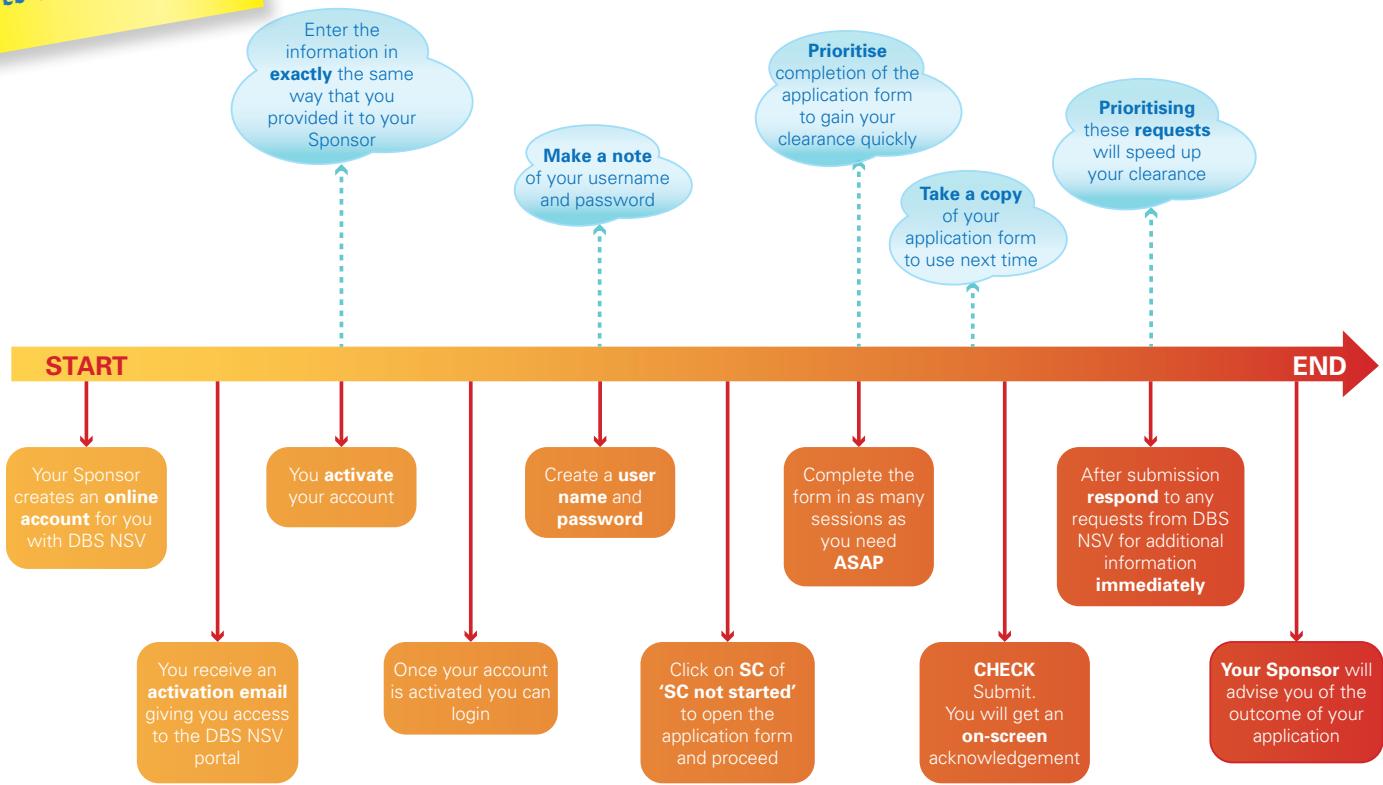 Enter the
information in
exactly the same
way that you
provided it to your
Sponsor
Make a note
of your username
and password
Prioritise
completion of the
application form
to gain your
clearance quickly
Take a copy
of your
application form
to use next time
Prioritising
these requests
will speed up
your clearance
START
END
Your Sponsor
creates an online
account for you
with DBS NSV
You receive an
activation email
giving you access
to the DBS NSV
portal
You activate
your account
Once your account
is activated you can
login
Create a user
name and
password
Click on SC of
‘SC not started’
to open the
application form
and proceed
Complete the
form in as many
sessions as
you need
ASAP
CHECK
Submit.
You will get an
on-screen
acknowledgement
After submission
respond to any
requests from DBS
NSV for additional
information
immediately
Your Sponsor will
advise you of the
outcome of your
application